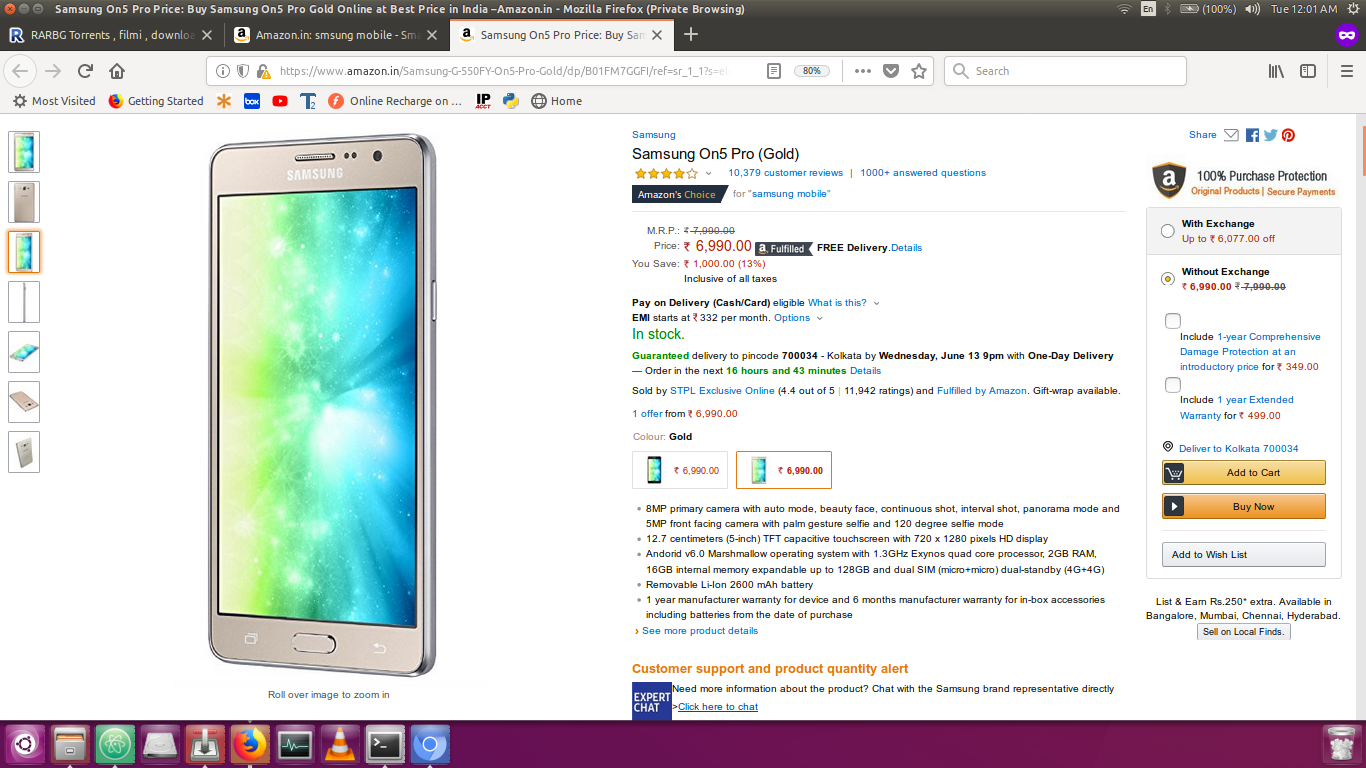 Samsung On5 Pro Price: Buy Samsung On5 Pro Gold Online at Best Price in India –Amazon.in - Mozilla Firefox (Private Browsing)
En
(100%)
Tue 12:01 AM
RARBG Torrents , filmi , downloa
Amazon.in: smsung mobile - Sma
Samsung On5 Pro Price: Buy Sam
https://www.amazon.in/Samsung-G-550FY-On5-Pro-Gold/dp/B01FM7GGFI/ref=sr_1_1?s=el
80%
Search
Most Visited
Getting Started
box
T2
Online Recharge on …
IP
ACCT
Home
SAMSUNG
Roll over image to zoom in
Samsung
Samsung On5 Pro (Gold)
10,379 customer reviews | 1000+ answered questions
Amazon's Choice for "samsung mobile"
M.R.P.: ₹ 7,990.00
Price: ₹ 6,990.00 Fulfilled FREE Delivery.Details
You Save: ₹ 1,000.00 (13%)
Inclusive of all taxes
Pay on Delivery (Cash/Card) eligible What is this?
EMI starts at ₹332 per month. Options
In stock.
Guaranteed delivery to pincode 700034 - Kolkata by Wednesday, June 13 9pm with One-Day Delivery
— Order in the next 16 hours and 43 minutes Details
Sold by STPL Exclusive Online (4.4 out of 5 | 11,942 ratings) and Fulfilled by Amazon. Gift-wrap available.
1 offer from ₹ 6,990.00
Colour: Gold
₹ 6,990.00
₹ 6,990.00
• 8MP primary camera with auto mode, beauty face, continuous shot, interval shot, panorama mode and
5MP front facing camera with palm gesture selfie and 120 degree selfie mode
• 12.7 centimeters (5-inch) TFT capacitive touchscreen with 720 x 1280 pixels HD display
• Andorid v6.0 Marshmallow operating system with 1.3GHz Exynos quad core processor, 2GB RAM,
16GB internal memory expandable up to 128GB and dual SIM (micro+micro) dual-standby (4G+4G)
• Removable Li-Ion 2600 mAh battery
• 1 year manufacturer warranty for device and 6 months manufacturer warranty for in-box accessories
including batteries from the date of purchase
› See more product details
Customer support and product quantity alert
EXPERT
CHAT
Need more information about the product? Chat with the Samsung brand representative directly
>Click here to chat
Share
100% Purchase Protection
Original Products | Secure Payments
With Exchange
Up to ₹ 6,077.00 off
Without Exchange
₹ 6,990.00 ₹ 7,990.00
Include 1-year Comprehensive
Damage Protection at an
introductory price for ₹ 349.00
Include 1 year Extended
Warranty for ₹ 499.00
Deliver to Kolkata 700034
Add to Cart
Buy Now
Add to Wish List
List & Earn Rs.250* extra. Available in
Bangalore, Mumbai, Chennai, Hyderabad.
Sell on Local Finds.